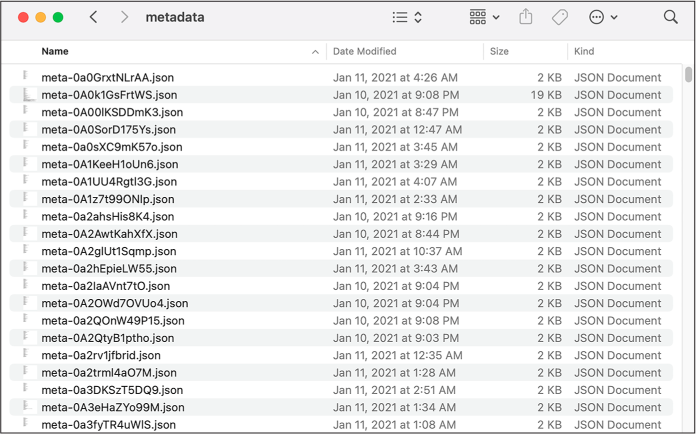 metadata
Name Date Modified Size Kind
meta-0a0GrxtNLrAA.json Jan 11, 2021 at 4:26 AM 2 KB JSON Document
meta-0A0k1GsFrtWS.json Jan 10, 2021 at 9:08 PM 19 KB JSON Document
meta-0A00lKSDDmK3.json Jan 10, 2021 at 8:47 PM 2 KB JSON Document
meta-0A0SorD175Ys.json Jan 11, 2021 at 12:47 AM 2 KB JSON Document
meta-0a0sXC9mK57o.json Jan 11, 2021 at 3:45 AM 2 KB JSON Document
meta-0A1KeeH1oUn6.json Jan 11, 2021 at 3:29 AM 2 KB JSON Document
meta-0A1UU4Rgtl3G.json Jan 11, 2021 at 4:07 AM 2 KB JSON Document
meta-0A1z7t99ONlp.json Jan 11, 2021 at 2:33 AM 2 KB JSON Document
meta-0a2ahsHis8K4.json Jan 10, 2021 at 9:16 PM 2 KB JSON Document
meta-0A2AwtKahXfX.json Jan 10, 2021 at 8:44 PM 2 KB JSON Document
meta-0A2glUt1Sqmp.json Jan 11, 2021 at 10:37 AM 2 KB JSON Document
meta-0a2hEpieLW55.json Jan 11, 2021 at 3:43 AM 2 KB JSON Document
meta-0a2IaAVnt7tO.json Jan 10, 2021 at 9:04 PM 2 KB JSON Document
meta-0A2OWd7OVUo4.json Jan 10, 2021 at 9:04 PM 2 KB JSON Document
meta-0a2QOnW49P15.json Jan 10, 2021 at 9:08 PM 2 KB JSON Document
meta-0A2QtyB1ptho.json Jan 10, 2021 at 9:03 PM 2 KB JSON Document
meta-0a2rv1jfbrid.json Jan 11, 2021 at 12:35 AM 2 KB JSON Document
meta-0a2trml4aO7M.json Jan 11, 2021 at 1:28 AM 2 KB JSON Document
meta-0a3DKSzT5DQ9.json Jan 11, 2021 at 2:51 AM 2 KB JSON Document
meta-0A3eHaZYo99M.json Jan 11, 2021 at 1:34 AM 2 KB JSON Document
meta-0a3fyTR4uWlS.json Jan 11, 2021 at 1:08 AM 2 KB JSON Document